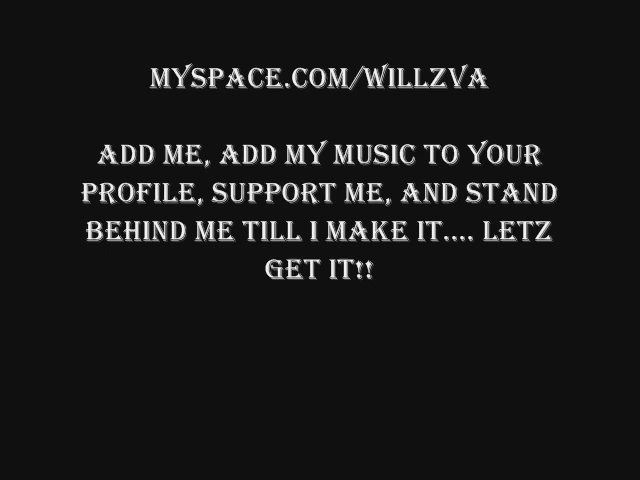 MYSPACE.COM/WILLZVA
ADD ME, ADD MY MUSIC TO YOUR
PROFILE, SUPPORT ME, AND STAND
BEHIND ME TILL I MAKE IT.... LETZ
GET IT!!